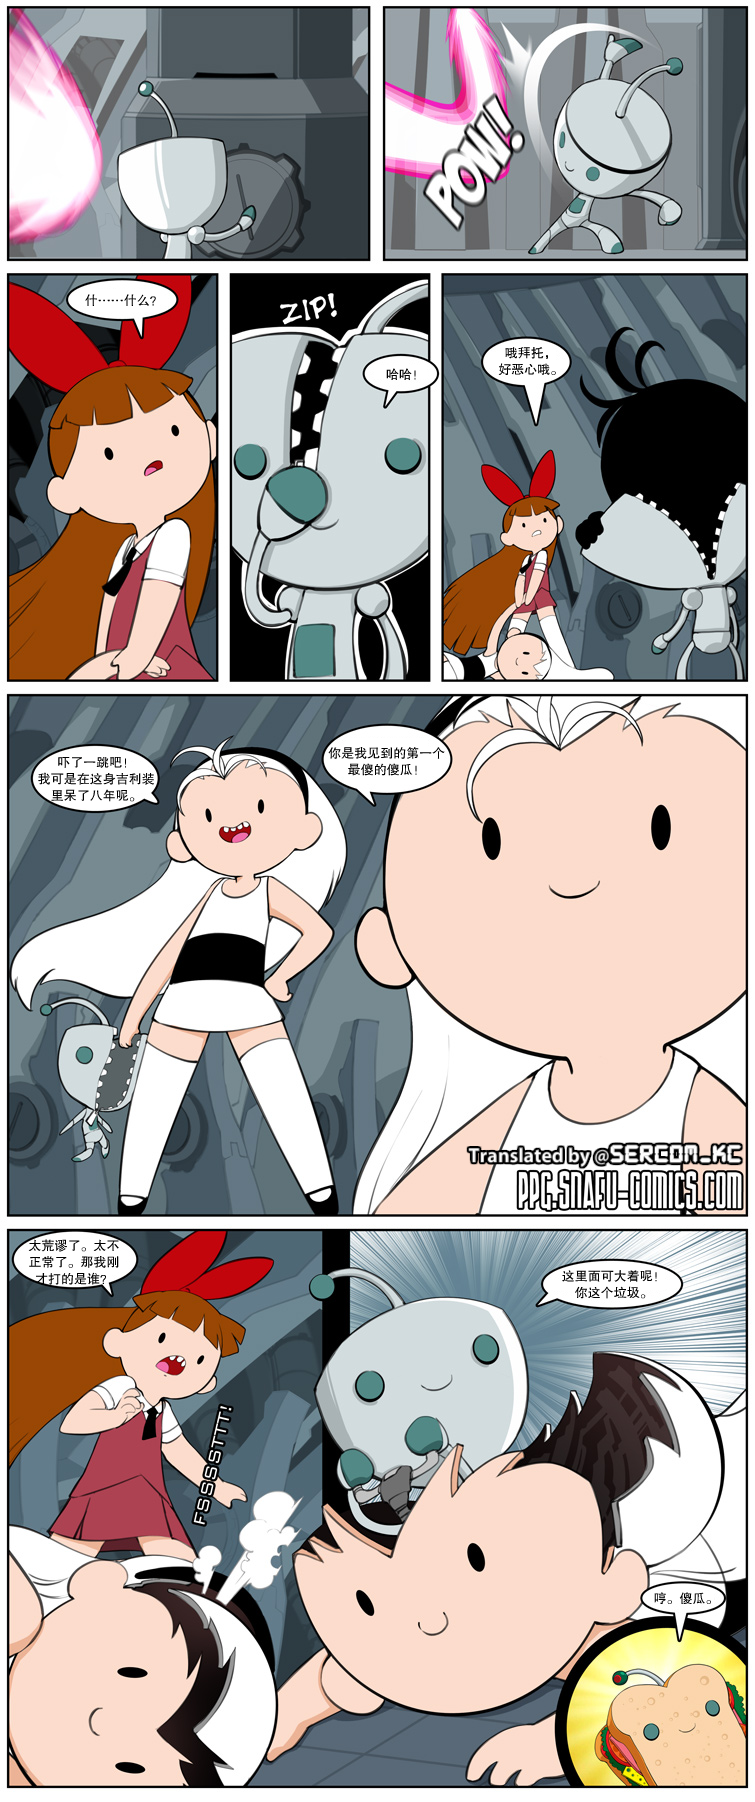 POW!
什……什么?
ZIP!
哈哈!
哦拜托，
好恶心哦。
吓了一跳吧!
我可是在这身吉利装
里呆了八年呢。
你是我见到的第一个
最傻的傻瓜!
Translated by @SERCOM_KC
PPG.SNAFU-COMICS.COM
太荒谬了。太不
正常了。那我刚
才打的是谁?
这里面可大着呢!
你这个垃圾。
FSSSSSTTT!
哼。傻瓜。